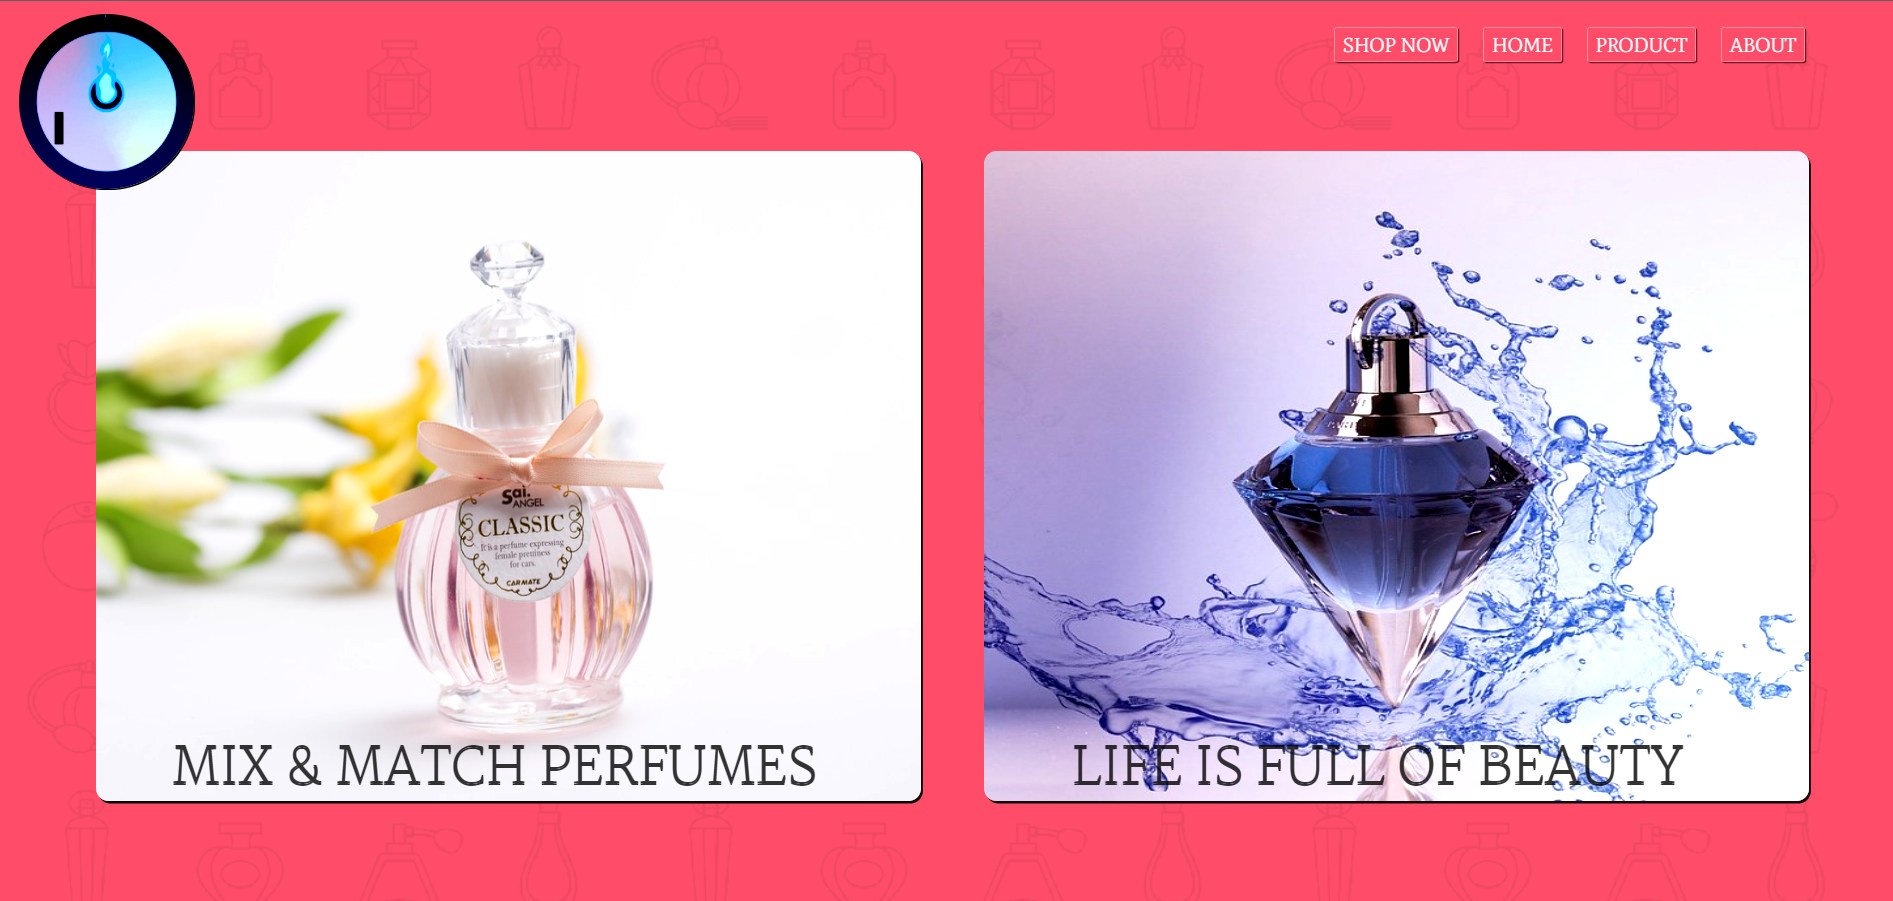 SHOP NOW HOME PRODUCT ABOUT
Sai.
ANGEL
CLASSIC
It is a perfume expressing
female prettiness
for cars.
CARMATE
MIX & MATCH PERFUMES
LIFE IS FULL OF BEAUTY